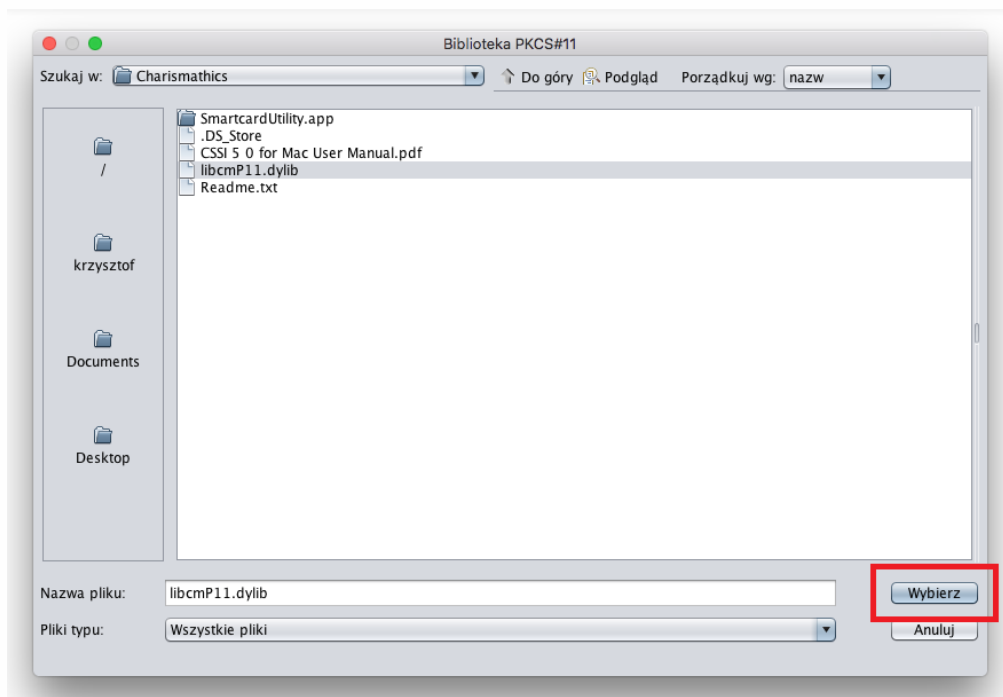 Biblioteka PKCS#11
Szukaj w: Charismathics Do góry Podgląd Porządkuj wg: nazw
/
krzysztof
Documents
Desktop
SmartcardUtility.app
.DS_Store
CSSI 5 0 for Mac User Manual.pdf
libcmP11.dylib
Readme.txt
Nazwa pliku: libcmP11.dylib Wybierz
Pliki typu: Wszystkie pliki Anuluj